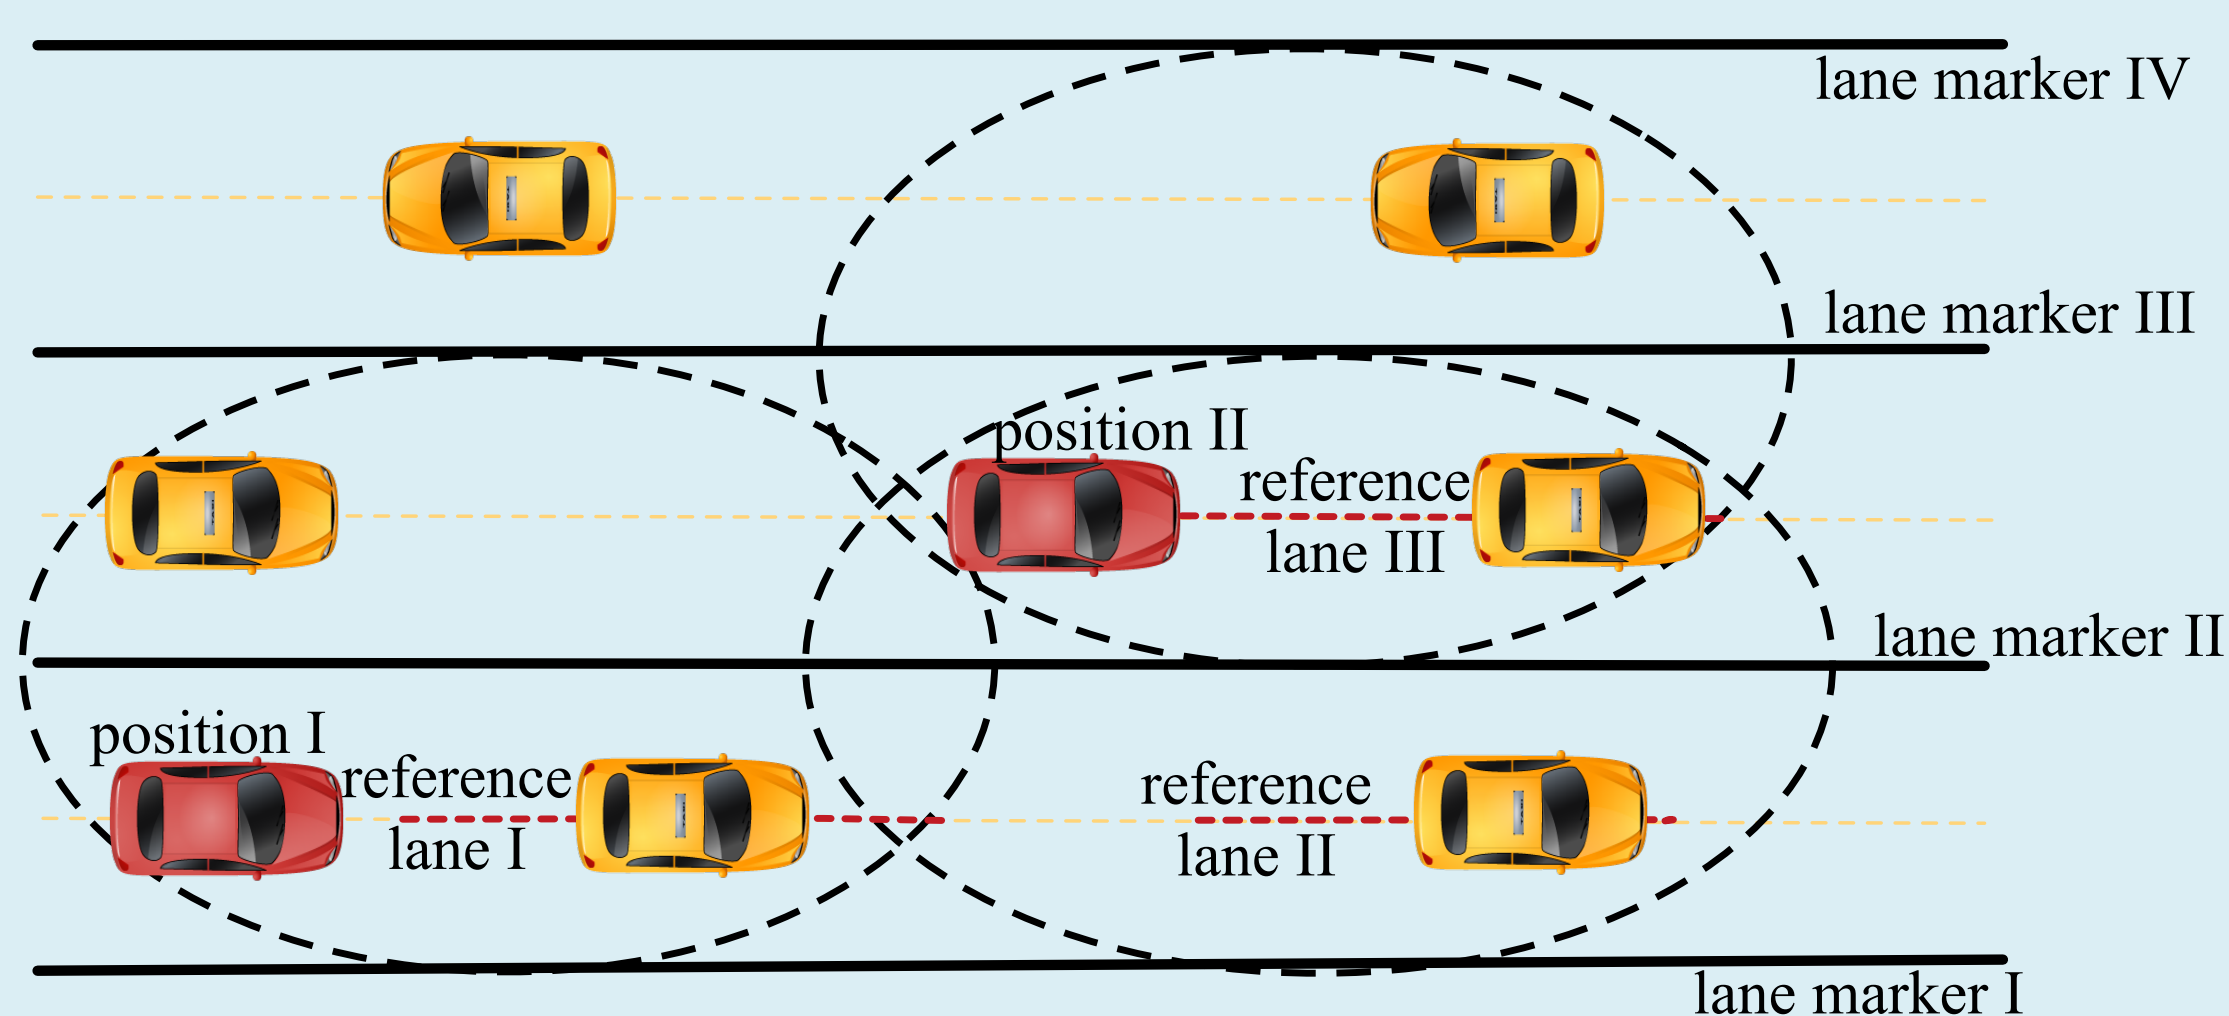 lane marker IV
lane marker III
position II
reference
lane III
lane marker II
position I
reference
lane I
reference
lane II
lane marker I